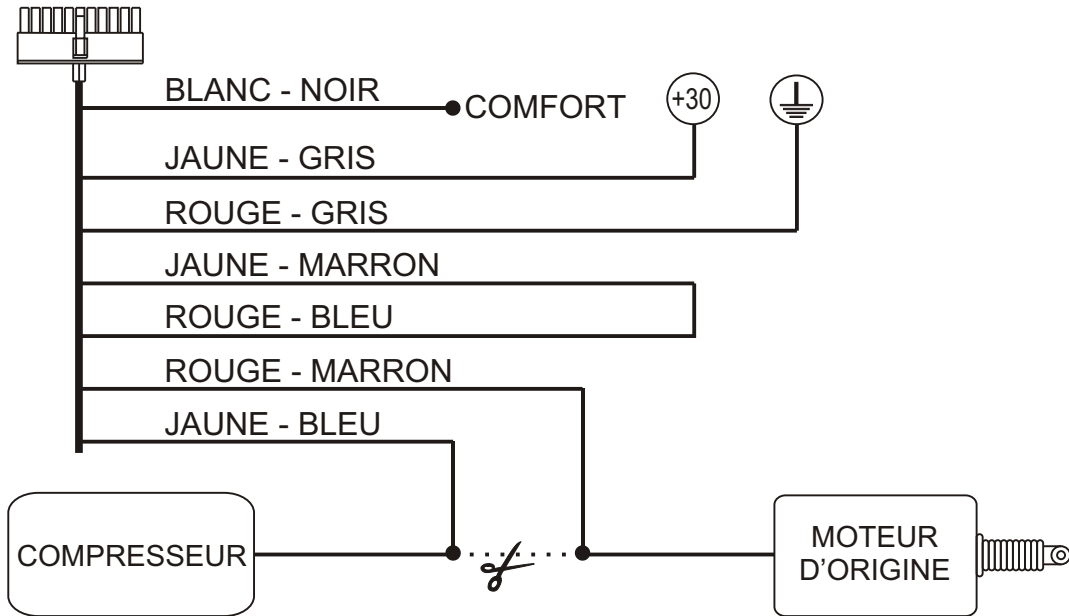 BLANC - NOIR
COMFORT
+30
JAUNE - GRIS
ROUGE - GRIS
JAUNE - MARRON
ROUGE - BLEU
ROUGE - MARRON
JAUNE - BLEU
COMPRESSEUR
MOTEUR
D'ORIGINE